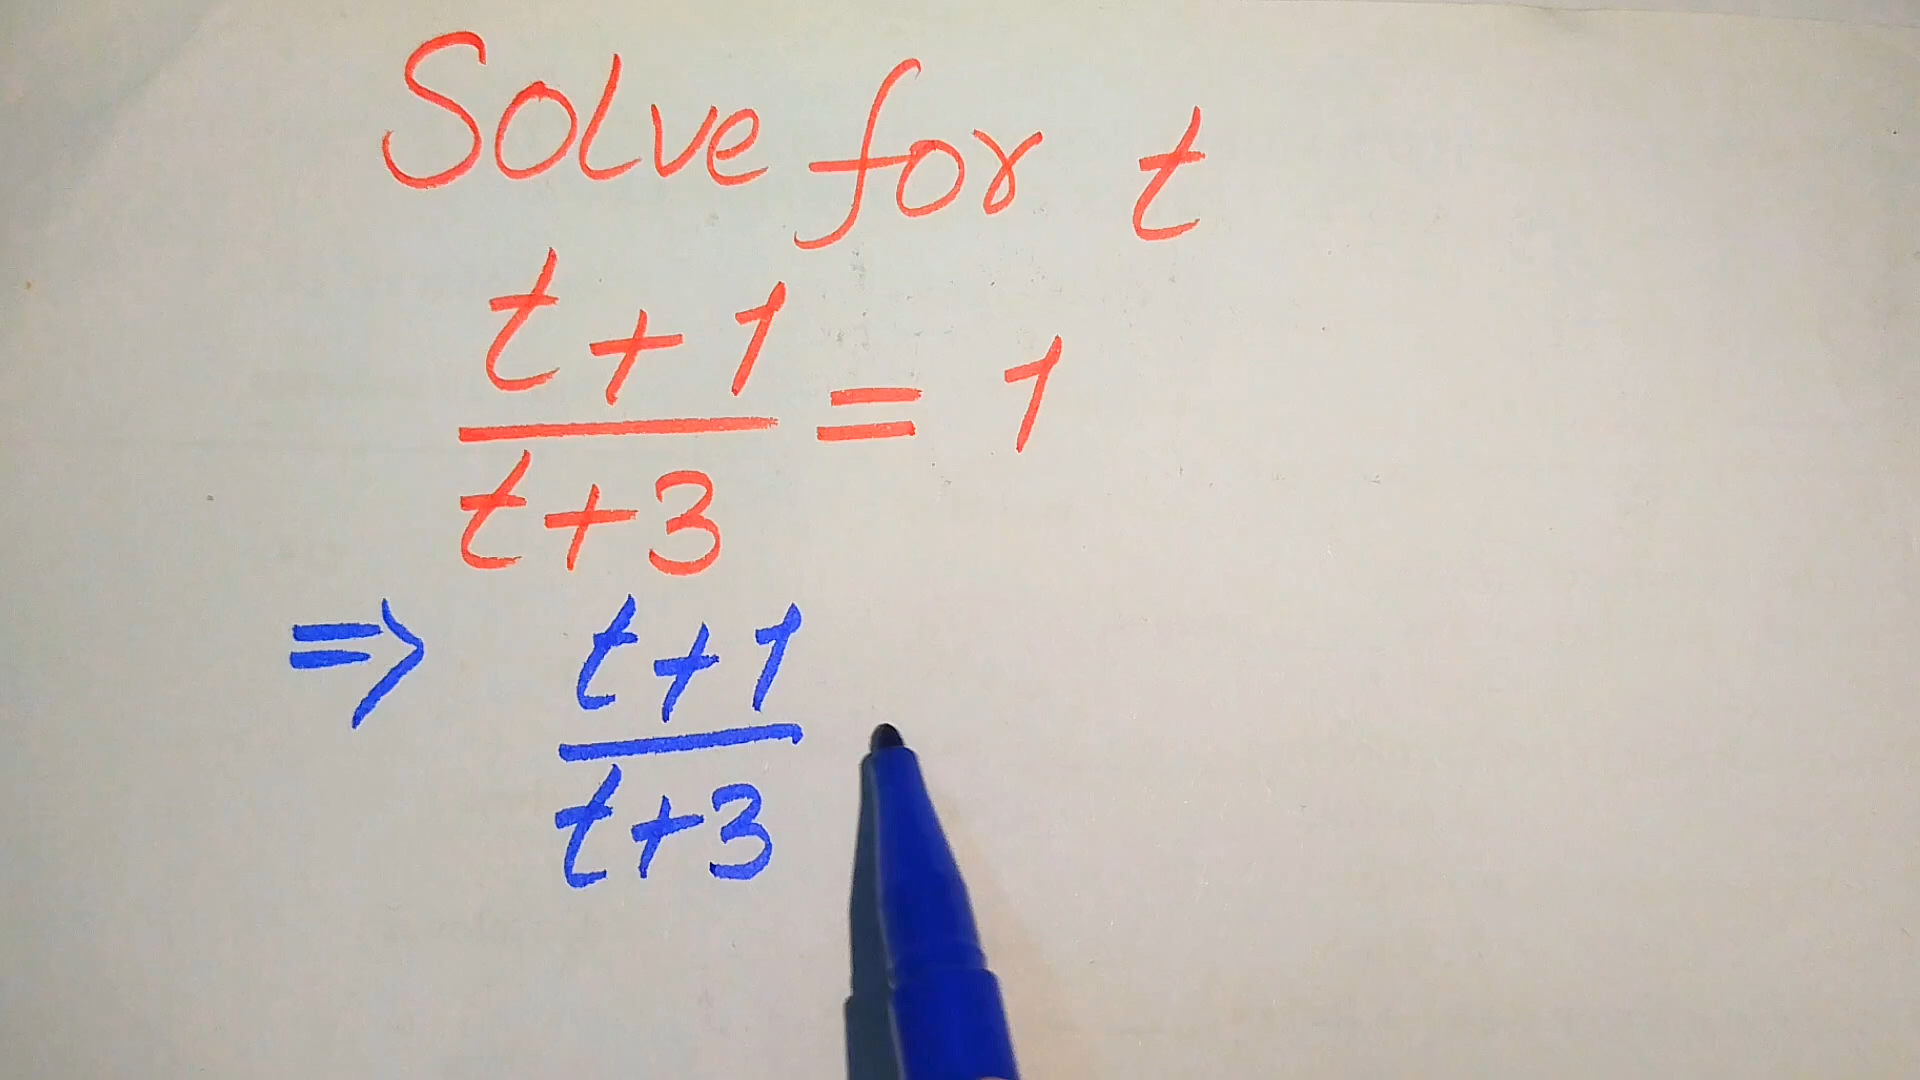 Solve for t
t+1/t+3 = 1
=> t+1/t+3